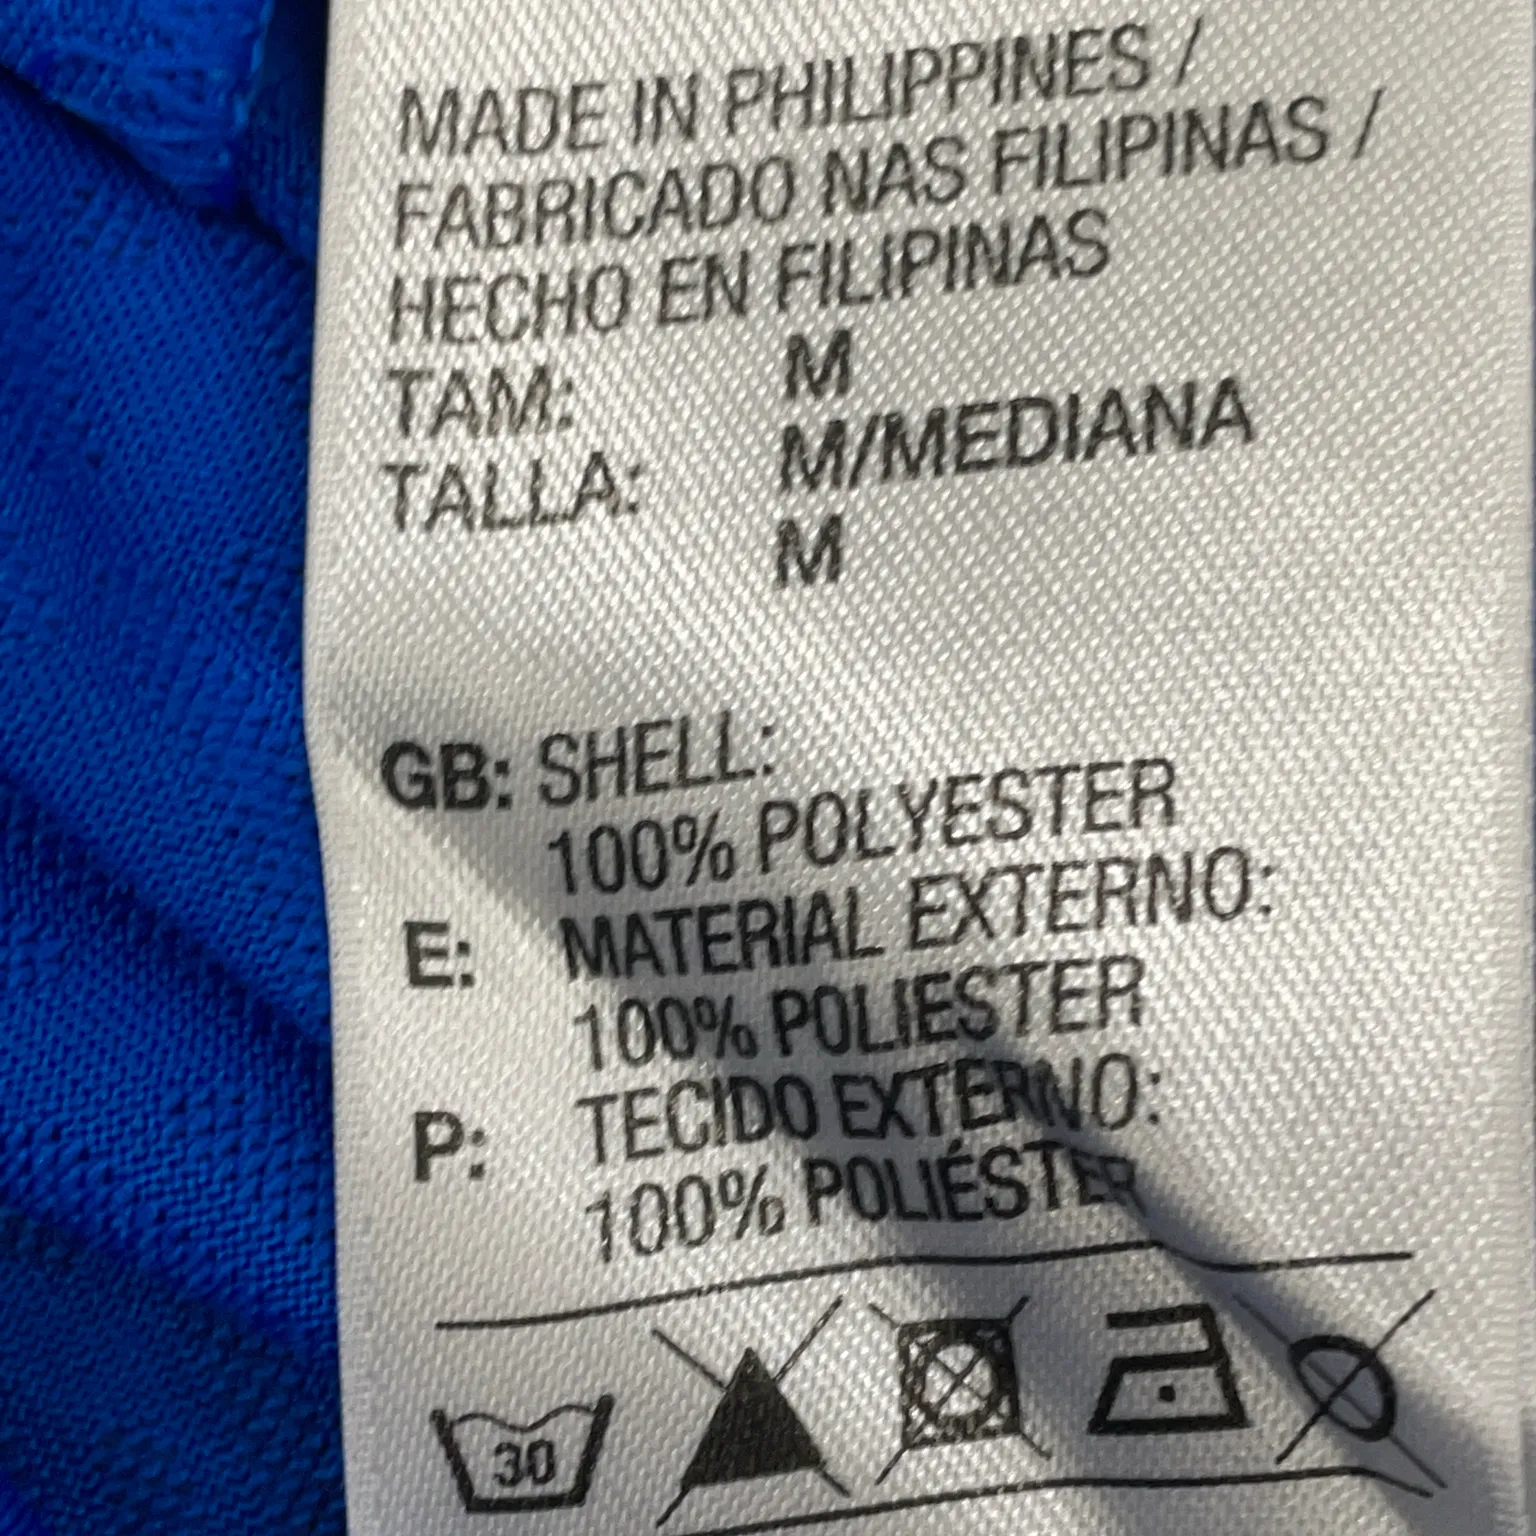 MADE IN PHILIPPINES /
FABRICADO NAS FILIPINAS /
HECHO EN FILIPINAS
TAM: M
TALLA: M/MEDIANA
M
GB: SHELL:
100% POLYESTER
E: MATERIAL EXTERNO:
100% POLIESTER
P: TECIDO EXTERNO:
100% POLIÉSTER
30